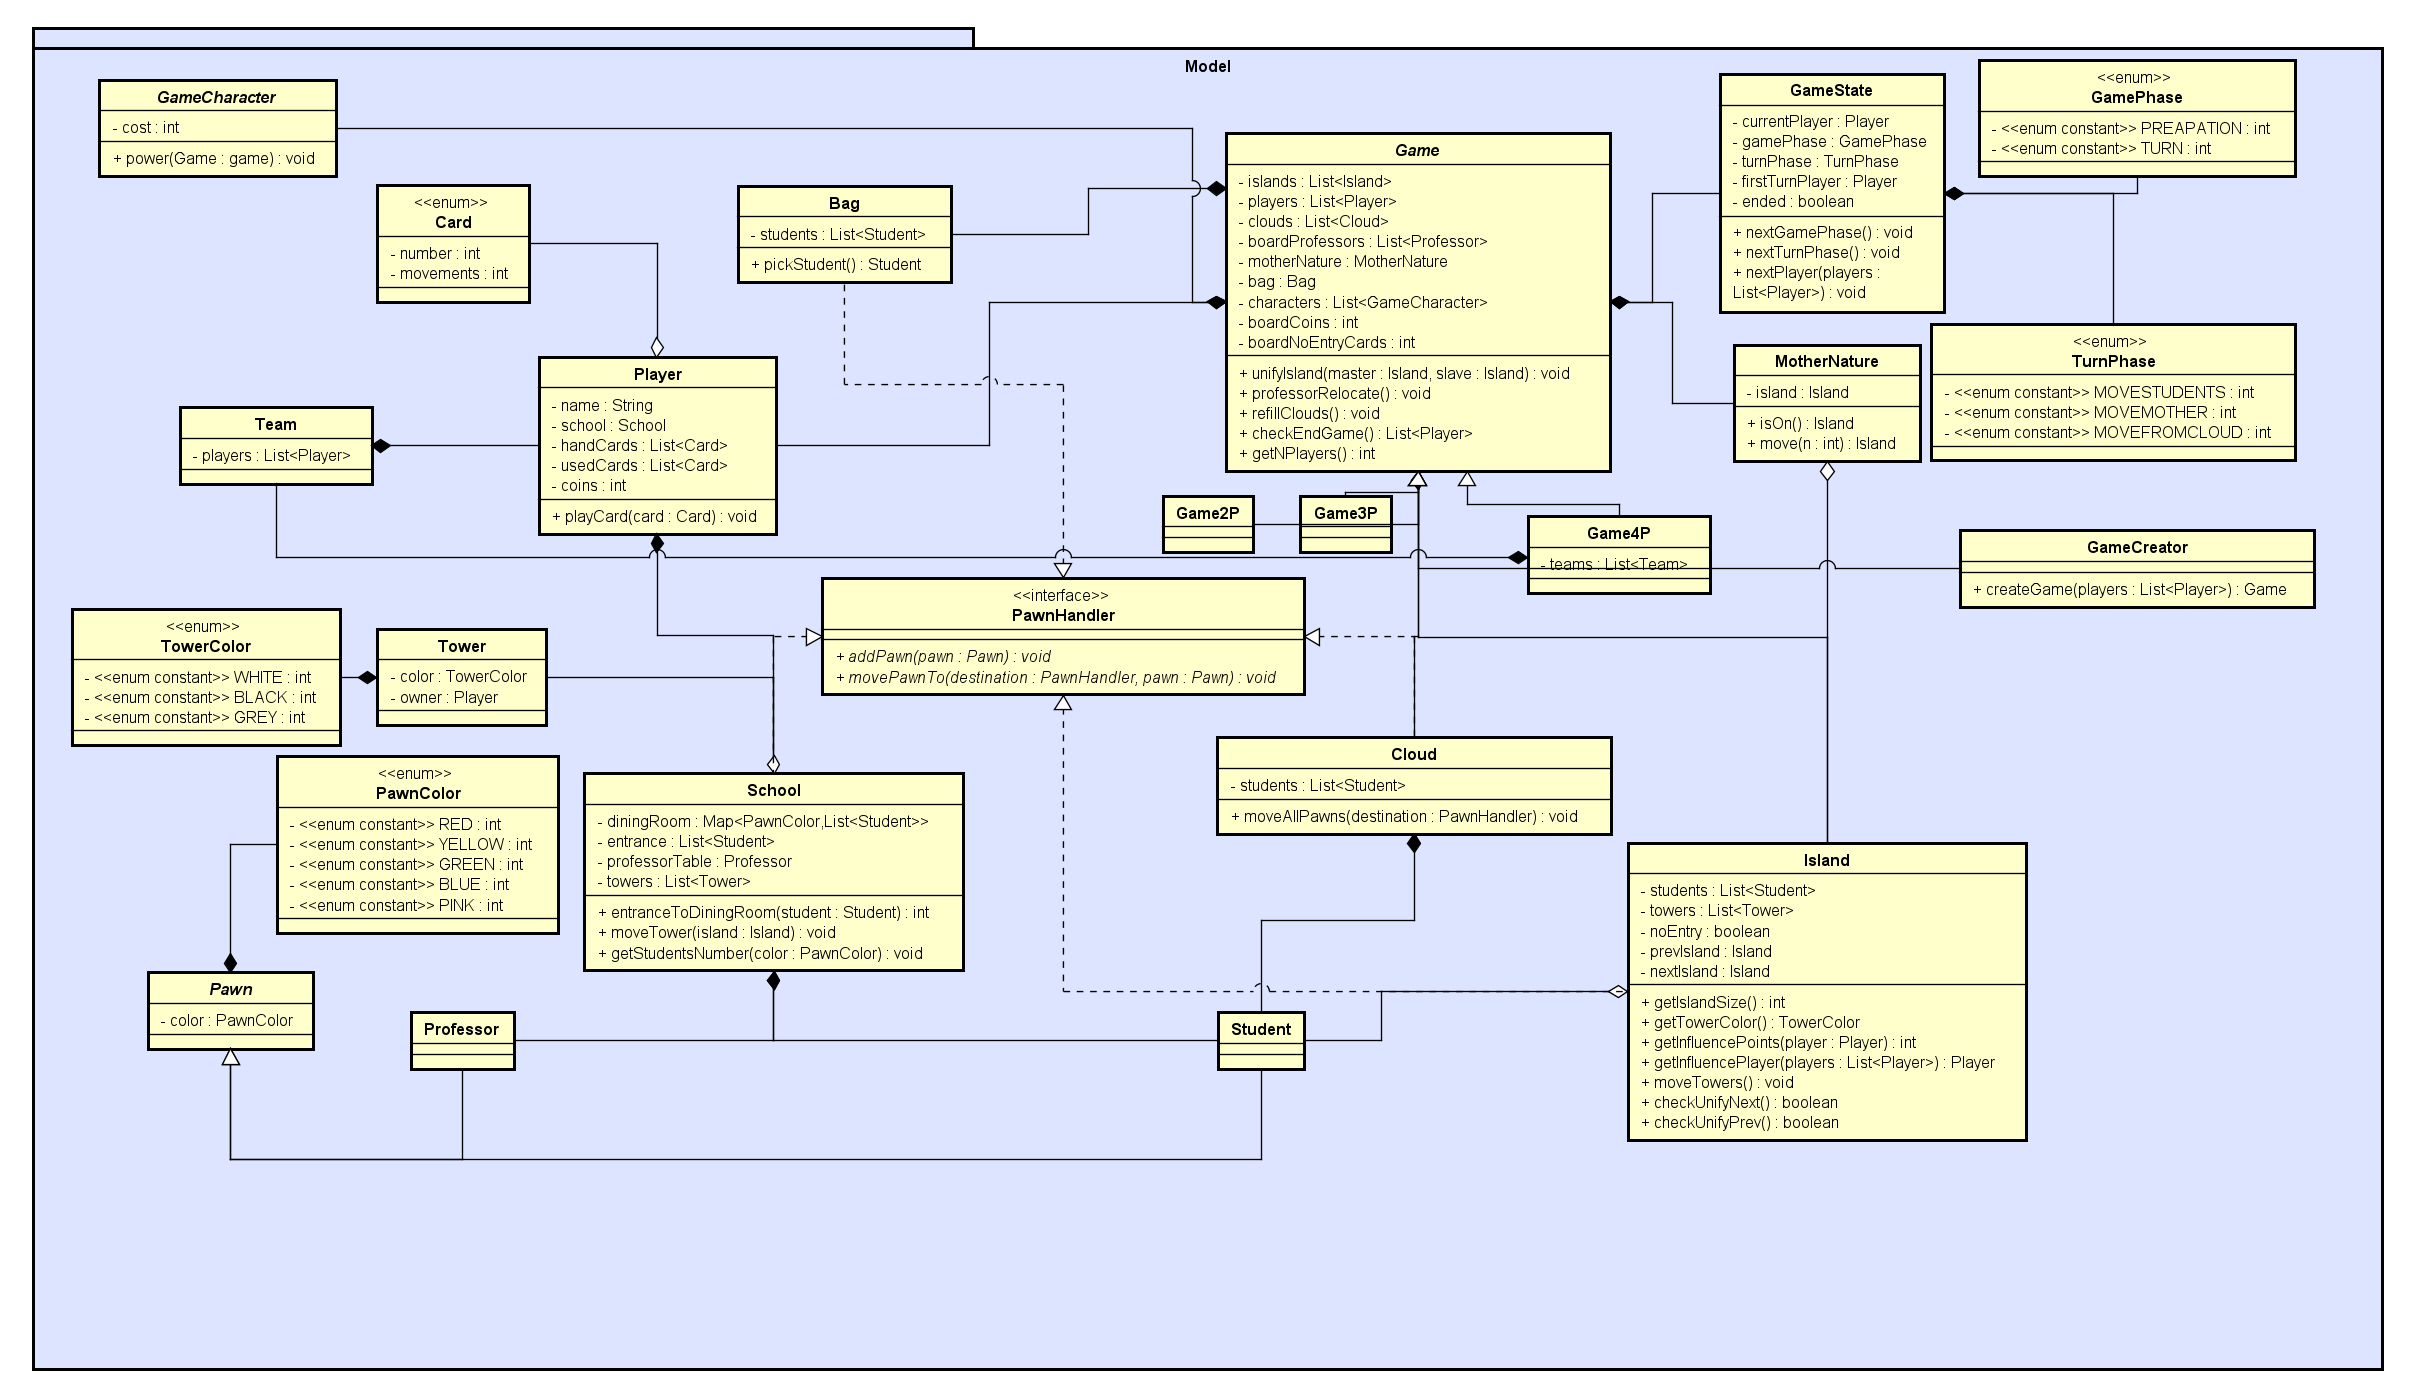 Model
GameCharacter
- cost : int
+ power(Game : game) : void
<<enum>>
Card
- number : int
- movements : int
Bag
- students : List<Student>
+ pickStudent() : Student
Game
- islands : List<Island>
- players : List<Player>
- clouds : List<Cloud>
- boardProfessors : List<Professor>
- motherNature : MotherNature
- bag : Bag
- characters : List<GameCharacter>
- boardCoins : int
- boardNoEntryCards : int
+ unifyIsland(master : Island, slave : Island) : void
+ professorRelocate() : void
+ refillClouds() : void
+ checkEndGame() : List<Player>
+ getNPlayers() : int
GameState
- currentPlayer : Player
- gamePhase : GamePhase
- turnPhase : TurnPhase
- firstTurnPlayer : Player
- ended : boolean
+ nextGamePhase() : void
+ nextTurnPhase() : void
+ nextPlayer(players :
List<Player>) : void
<<enum>>
GamePhase
- <<enum constant>> PREAPATION : int
- <<enum constant>> TURN : int
<<enum>>
TurnPhase
- <<enum constant>> MOVESTUDENTS : int
- <<enum constant>> MOVEMOTHER : int
- <<enum constant>> MOVEFROMCLOUD : int
MotherNature
- island : Island
+ isOn() : Island
+ move(n : int) : Island
Player
- name : String
- school : School
- handCards : List<Card>
- usedCards : List<Card>
- coins : int
+ playCard(card : Card) : void
Team
- players : List<Player>
Game2P
Game3P
Game4P
- teams : List<Team>
GameCreator
+ createGame(players : List<Player>) : Game
<<interface>>
PawnHandler
+ addPawn(pawn : Pawn) : void
+ movePawnTo(destination : PawnHandler, pawn : Pawn) : void
<<enum>>
TowerColor
- <<enum constant>> WHITE : int
- <<enum constant>> BLACK : int
- <<enum constant>> GREY : int
Tower
- color : TowerColor
- owner : Player
<<enum>>
PawnColor
- <<enum constant>> RED : int
- <<enum constant>> YELLOW : int
- <<enum constant>> GREEN : int
- <<enum constant>> BLUE : int
- <<enum constant>> PINK : int
School
- diningRoom : Map<PawnColor,List<Student>>
- entrance : List<Student>
- professorTable : Professor
- towers : List<Tower>
+ entranceToDiningRoom(student : Student) : int
+ moveTower(island : Island) : void
+ getStudentsNumber(color : PawnColor) : void
Cloud
- students : List<Student>
+ moveAllPawns(destination : PawnHandler) : void
Island
- students : List<Student>
- towers : List<Tower>
- noEntry : boolean
- prevIsland : Island
- nextIsland : Island
+ getIslandSize() : int
+ getTowerColor() : TowerColor
+ getInfluencePoints(player : Player) : int
+ getInfluencePlayer(players : List<Player>) : Player
+ moveTowers() : void
+ checkUnifyNext() : boolean
+ checkUnifyPrev() : boolean
Pawn
- color : PawnColor
Professor
Student